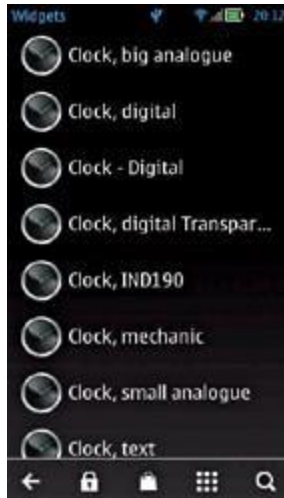 Widgets 20:12
Clock, big analogue
Clock, digital
Clock - Digital
Clock, digital Transpar...
Clock, IND190
Clock, mechanic
Clock, small analogue
Clock, text